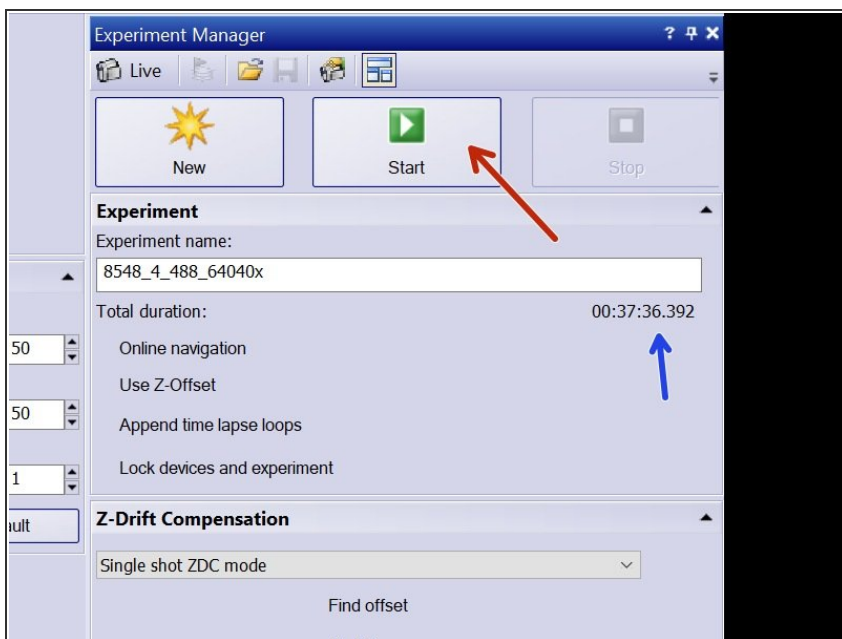 Experiment Manager
?
Live
New
Start
Stop
Experiment
Experiment name:
8548_4_488_64040x
Total duration: 00:37:36.392
50
Online navigation
Use Z-Offset
50
Append time lapse loops
1
Lock devices and experiment
ault
Z-Drift Compensation
Single shot ZDC mode
Find offset